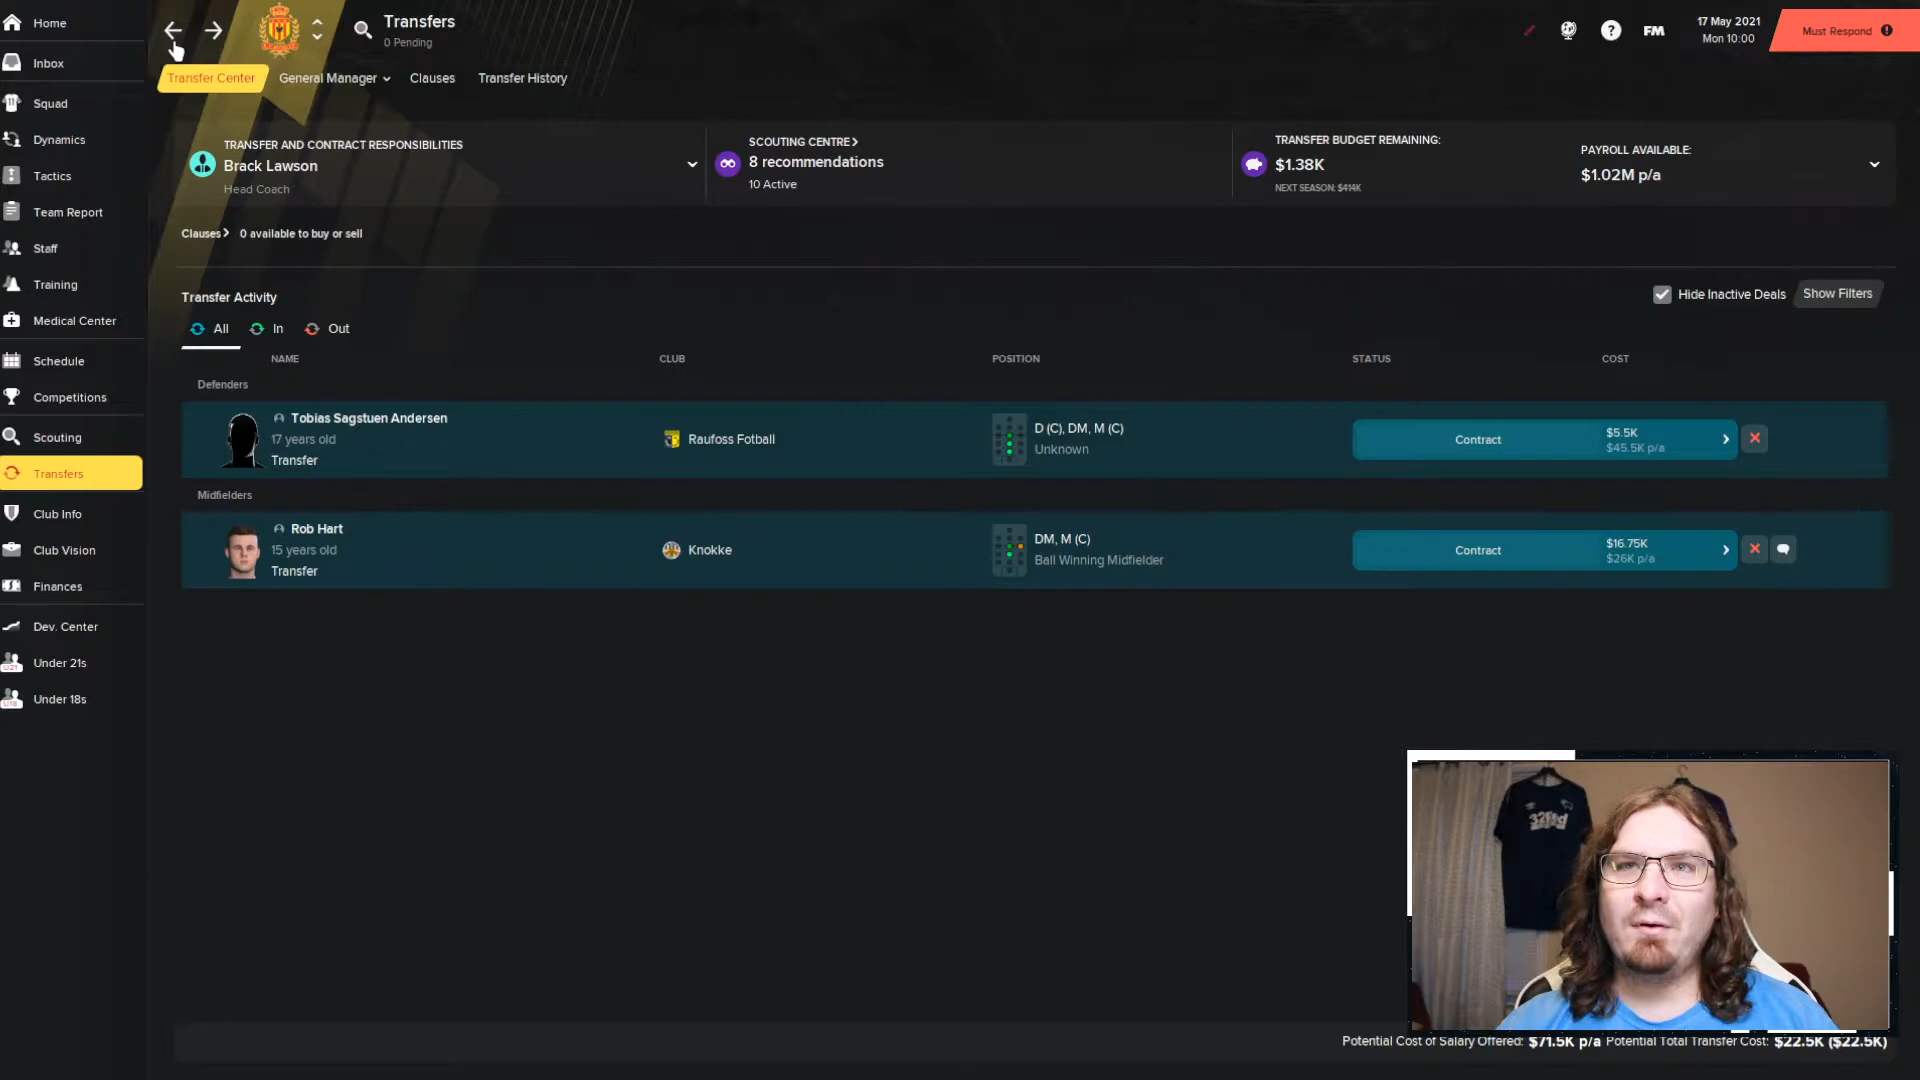 Home
Inbox
Squad
Dynamics
Tactics
Team Report
Staff
Training
Medical Center
Schedule
Competitions
Scouting
Transfers
Club Info
Club Vision
Finances
Dev. Center
Under 21s
Under 18s
Transfers
0 Pending
FM
17 May 2021
Mon 10:00
Must Respond
Transfer Center
General Manager
Clauses
Transfer History
TRANSFER AND CONTRACT RESPONSIBILITIES
Brack Lawson
Head Coach
SCOUTING CENTRE
8 recommendations
10 Active
TRANSFER BUDGET REMAINING:
$1.38K
NEXT SEASON: $414K
PAYROLL AVAILABLE:
$1.02M p/a
Clauses 0 available to buy or sell
Transfer Activity
Hide Inactive Deals
Show Filters
All In Out
NAME CLUB POSITION STATUS COST
Defenders
Tobias Sagstuen Andersen
17 years old
Transfer
Raufoss Fotball
D (C), DM, M (C)
Unknown
Contract
$5.5K
$45.5K p/a
Midfielders
Rob Hart
15 years old
Transfer
Knokke
DM, M (C)
Ball Winning Midfielder
Contract
$16.75K
$26K p/a
Potential Cost of Salary Offered: $71.5K p/a Potential Total Transfer Cost: $22.5K ($22.5K)